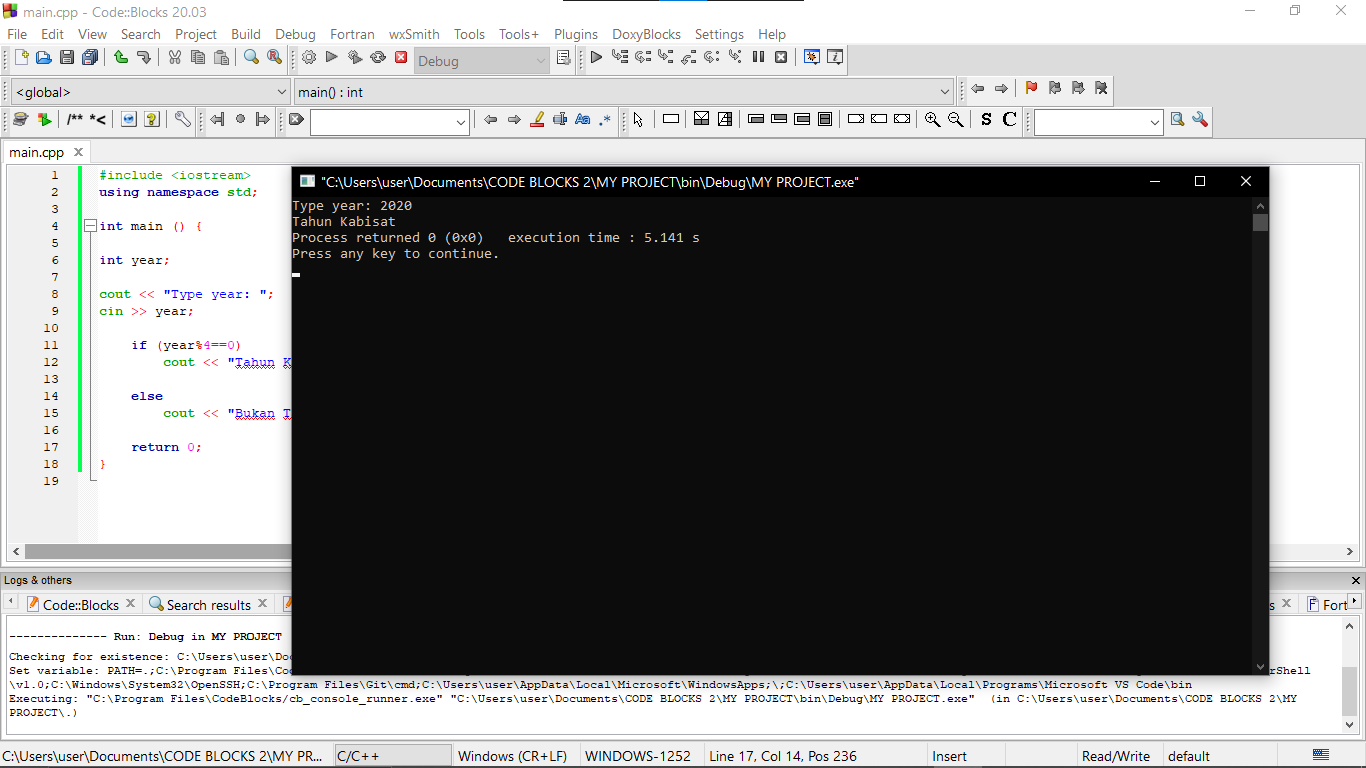 main.cpp - Code::Blocks 20.03
File Edit View Search Project Build Debug Fortran wxSmith Tools Tools+ Plugins DoxyBlocks Settings Help
Debug
<global> main() : int
/** *< Aa .* S C
main.cpp
1 #include <iostream>
2 using namespace std;
3
4 int main () {
5
6 int year;
7
8 cout << "Type year: ";
9 cin >> year;
10
11 if (year%4==0)
12 cout << "Tahun K
13
14 else
15 cout << "Bukan T
16
17 return 0;
18 }
19
"C:\Users\user\Documents\CODE BLOCKS 2\MY PROJECT\bin\Debug\MY PROJECT.exe"
Type year: 2020
Tahun Kabisat
Process returned 0 (0x0) execution time : 5.141 s
Press any key to continue.
Logs & others
Code::Blocks Search results s Fort
-------------- Run: Debug in MY PROJECT
Checking for existence: C:\Users\user\Do
Set variable: PATH=.;C:\Program Files\Co rShell
\v1.0;C:\Windows\System32\OpenSSH;C:\Program Files\Git\cmd;C:\Users\user\AppData\Local\Microsoft\WindowsApps;\;C:\Users\user\AppData\Local\Programs\Microsoft VS Code\bin
Executing: "C:\Program Files\CodeBlocks/cb_console_runner.exe" "C:\Users\user\Documents\CODE BLOCKS 2\MY PROJECT\bin\Debug\MY PROJECT.exe" (in C:\Users\user\Documents\CODE BLOCKS 2\MY
PROJECT\.)
C:\Users\user\Documents\CODE BLOCKS 2\MY PR... C/C++ Windows (CR+LF) WINDOWS-1252 Line 17, Col 14, Pos 236 Insert Read/Write default